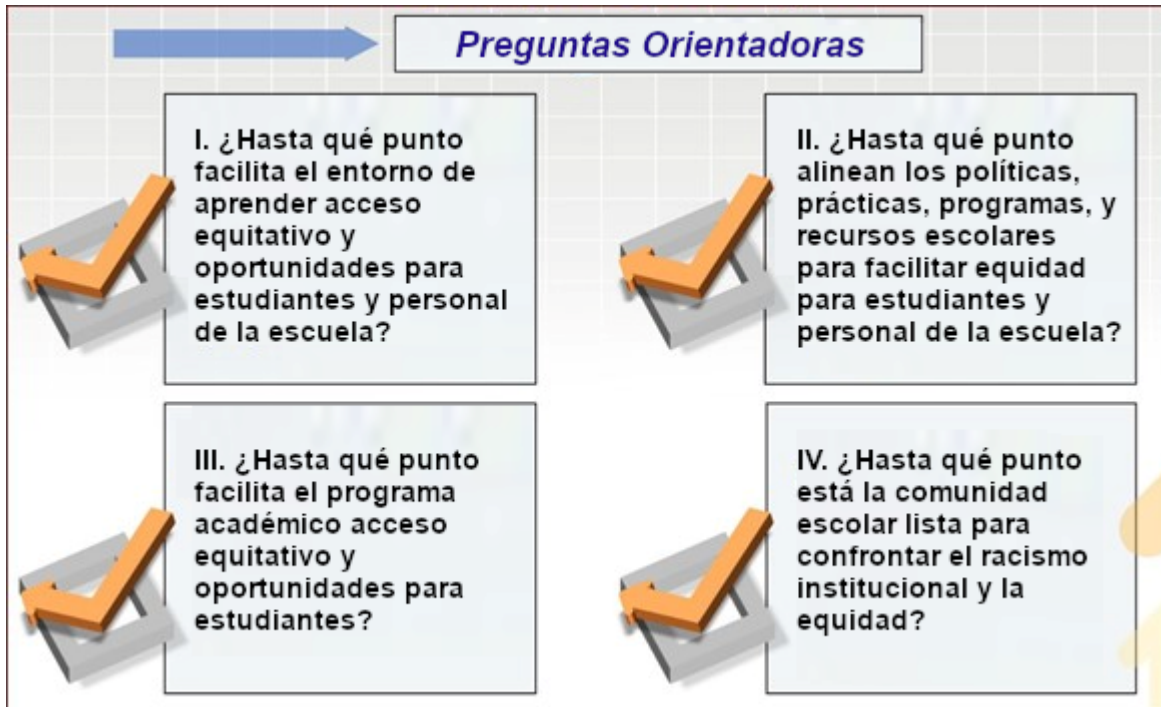 Preguntas Orientadoras
I. ¿Hasta qué punto
facilita el entorno de
aprender acceso
equitativo y
oportunidades para
estudiantes y personal
de la escuela?
II. ¿Hasta qué punto
alinean los políticas,
prácticas, programas, y
recursos escolares
para facilitar equidad
para estudiantes y
personal de la escuela?
III. ¿Hasta qué punto
facilita el programa
académico acceso
equitativo y
oportunidades para
estudiantes?
IV. ¿Hasta qué punto
está la comunidad
escolar lista para
confrontar el racismo
institucional y la
equidad?